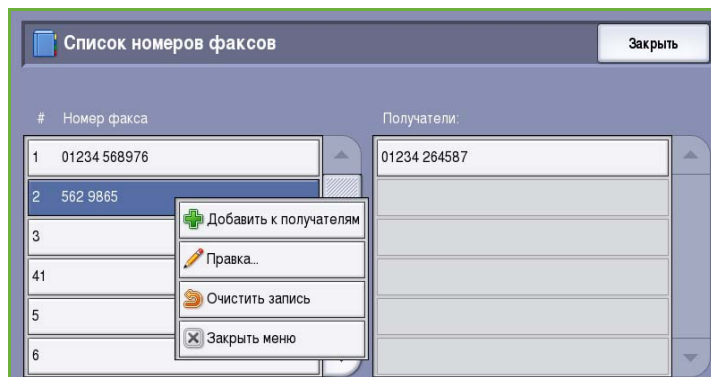 Список номеров факсов
Закрыть
# Номер факса
Получатели:
1 01234 568976
01234 264587
2 562 9865
Добавить к получателям
3
Правка...
41
Очистить запись
5
Закрыть меню
6